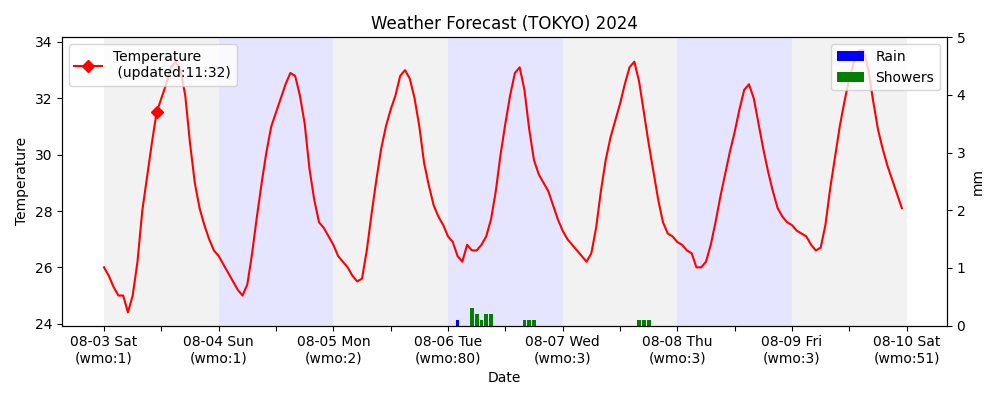 Weather Forecast (TOKYO) 2024
Temperature
(updated:11:32)
Rain
Showers
34
32
30
28
26
24
Temperature
5
4
3
2
1
0
mm
08-03 Sat
(wmo:1)
08-04 Sun
(wmo:1)
08-05 Mon
(wmo:2)
08-06 Tue
(wmo:80)
08-07 Wed
(wmo:3)
08-08 Thu
(wmo:3)
08-09 Fri
(wmo:3)
08-10 Sat
(wmo:51)
Date